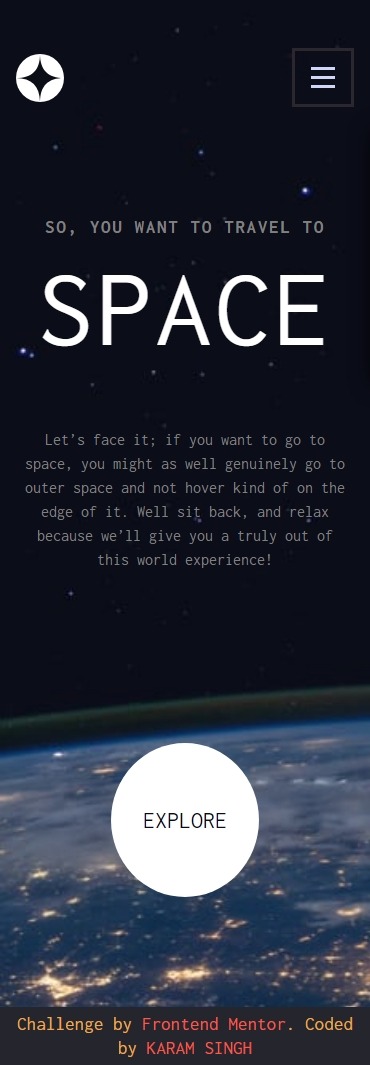 SO, YOU WANT TO TRAVEL TO
SPACE
Let’s face it; if you want to go to
space, you might as well genuinely go to
outer space and not hover kind of on the
edge of it. Well sit back, and relax
because we’ll give you a truly out of
this world experience!
EXPLORE
Challenge by Frontend Mentor. Coded
by KARAM SINGH